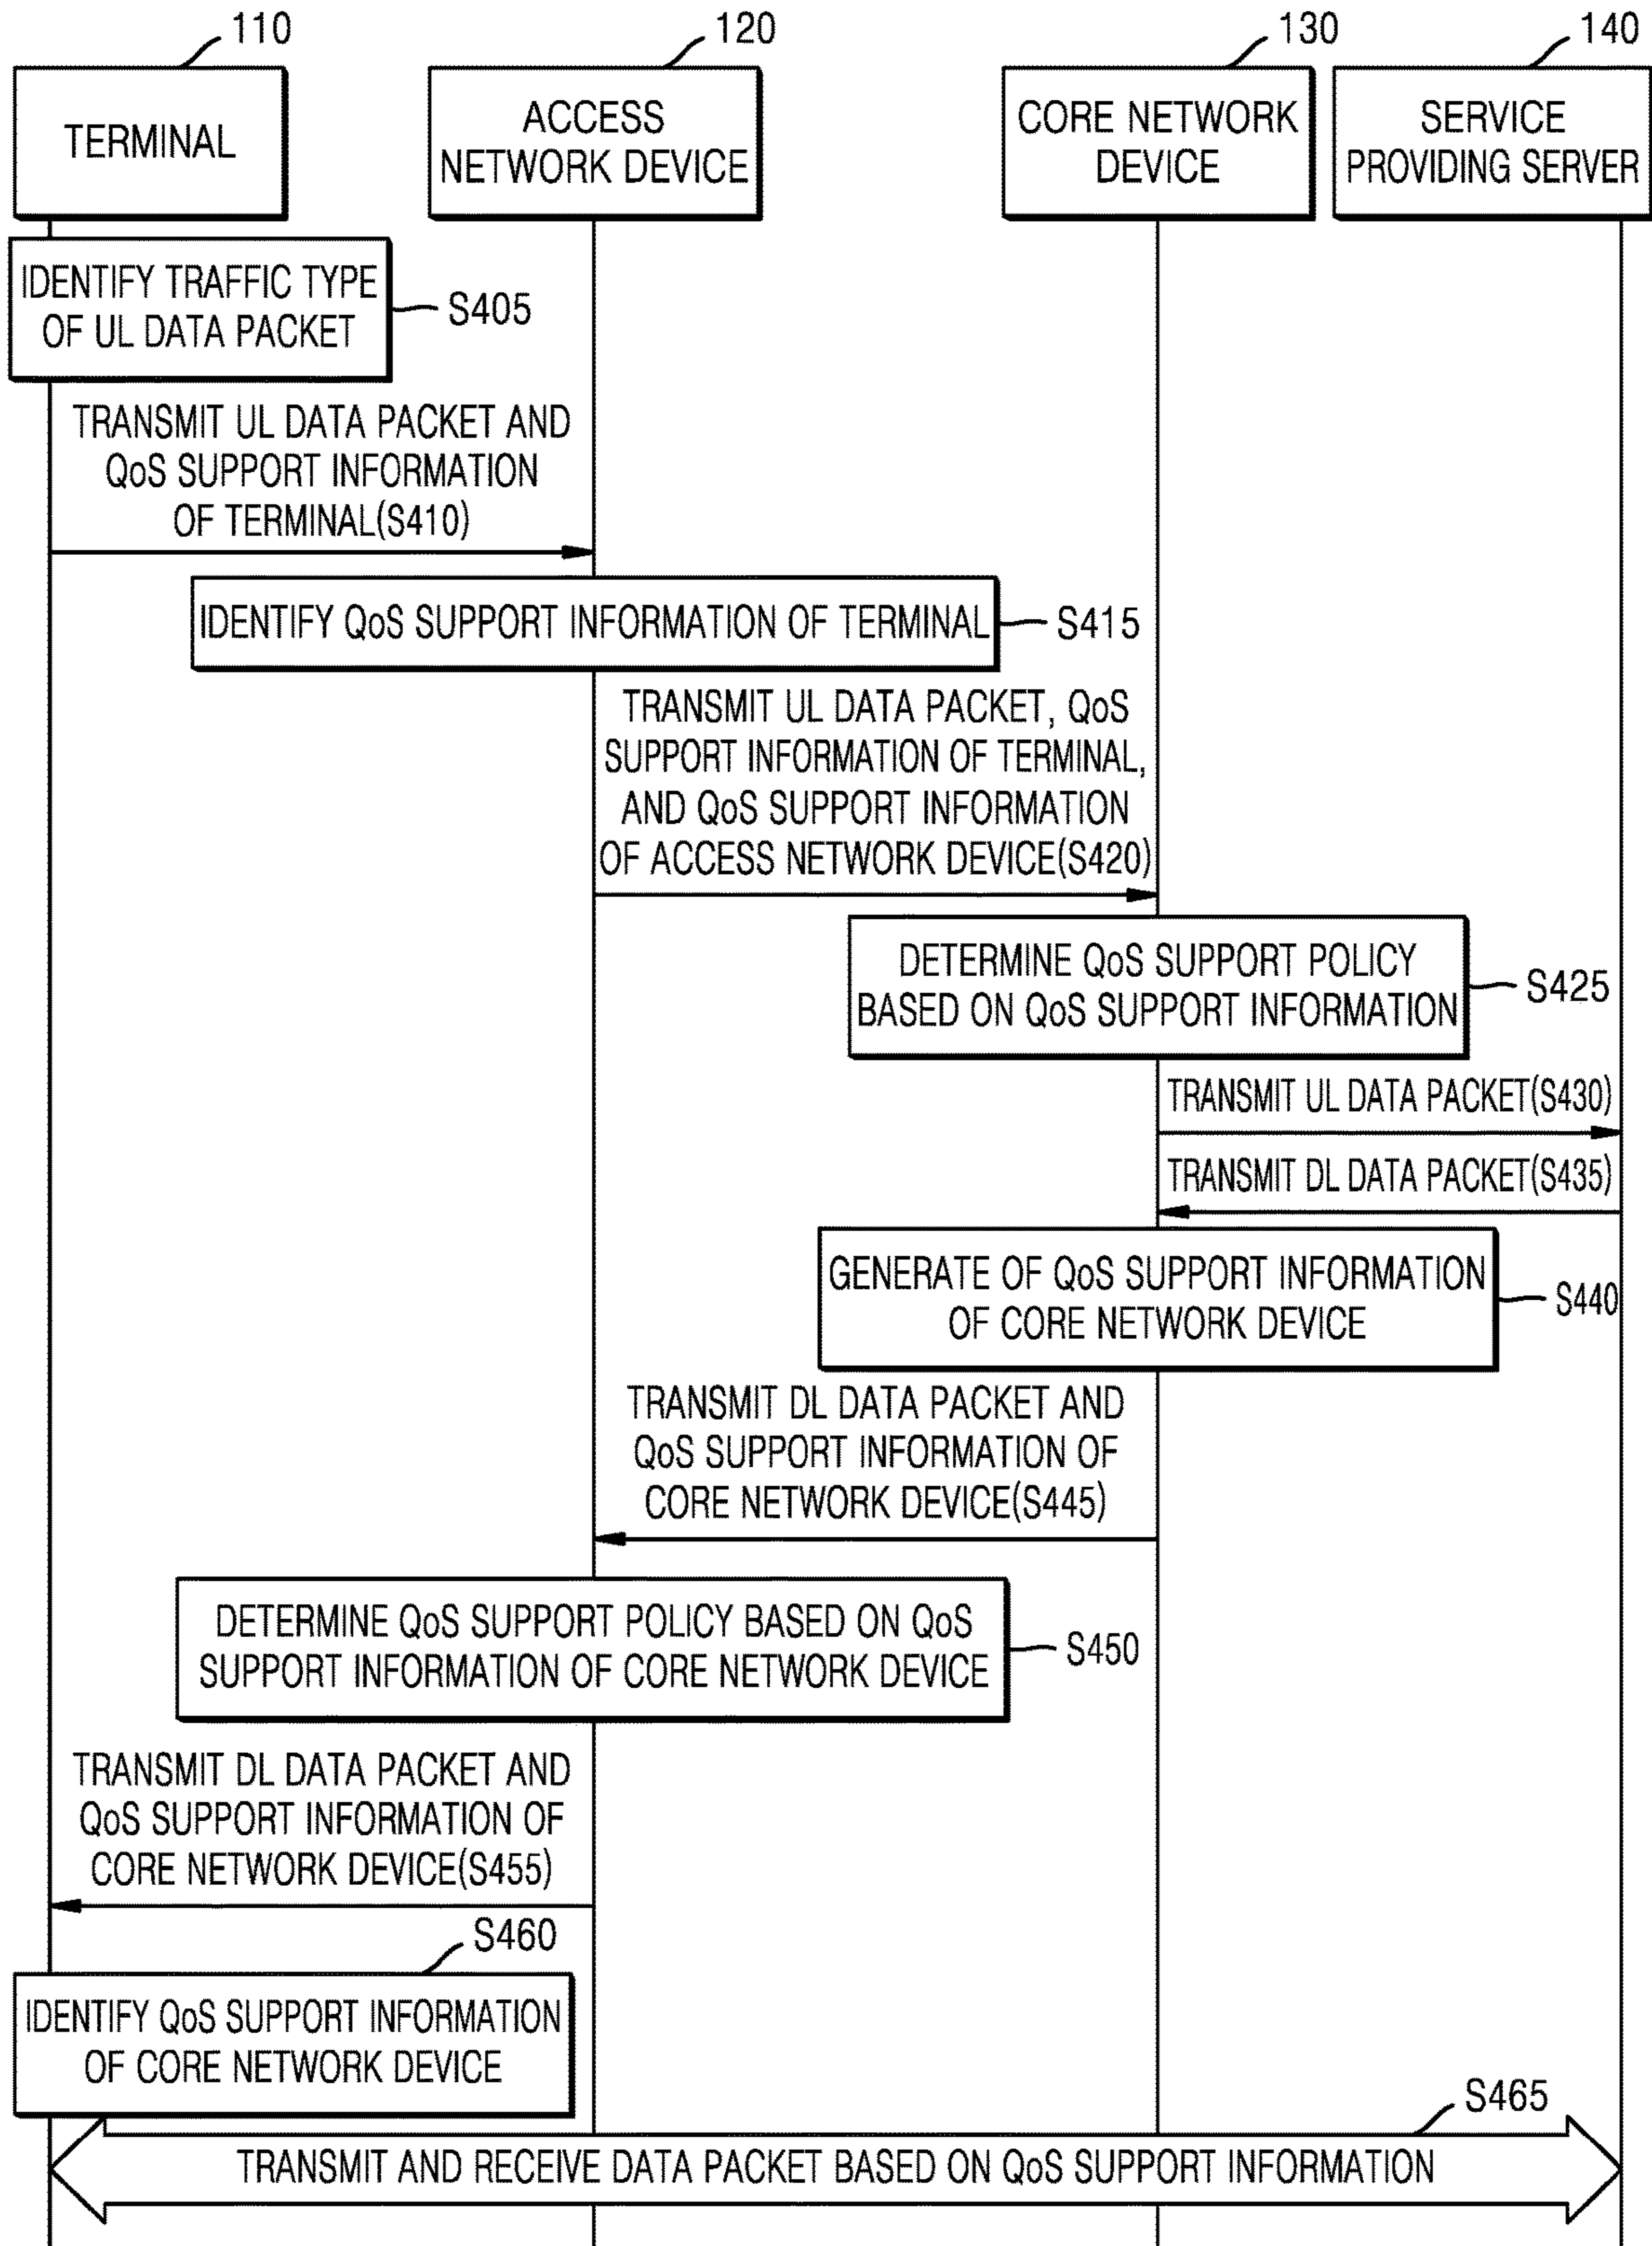 110
120
130
140
TERMINAL
ACCESS
NETWORK DEVICE
CORE NETWORK
DEVICE
SERVICE
PROVIDING SERVER
IDENTIFY TRAFFIC TYPE
OF UL DATA PACKET
S405
TRANSMIT UL DATA PACKET AND
QoS SUPPORT INFORMATION
OF TERMINAL(S410)
IDENTIFY QoS SUPPORT INFORMATION OF TERMINAL
S415
TRANSMIT UL DATA PACKET, QoS
SUPPORT INFORMATION OF TERMINAL,
AND QoS SUPPORT INFORMATION
OF ACCESS NETWORK DEVICE(S420)
DETERMINE QoS SUPPORT POLICY
BASED ON QoS SUPPORT INFORMATION
S425
TRANSMIT UL DATA PACKET(S430)
TRANSMIT DL DATA PACKET(S435)
GENERATE OF QoS SUPPORT INFORMATION
OF CORE NETWORK DEVICE
S440
TRANSMIT DL DATA PACKET AND
QoS SUPPORT INFORMATION OF
CORE NETWORK DEVICE(S445)
DETERMINE QoS SUPPORT POLICY BASED ON QoS
SUPPORT INFORMATION OF CORE NETWORK DEVICE
S450
TRANSMIT DL DATA PACKET AND
QoS SUPPORT INFORMATION OF
CORE NETWORK DEVICE(S455)
S460
IDENTIFY QoS SUPPORT INFORMATION
OF CORE NETWORK DEVICE
S465
TRANSMIT AND RECEIVE DATA PACKET BASED ON QoS SUPPORT INFORMATION